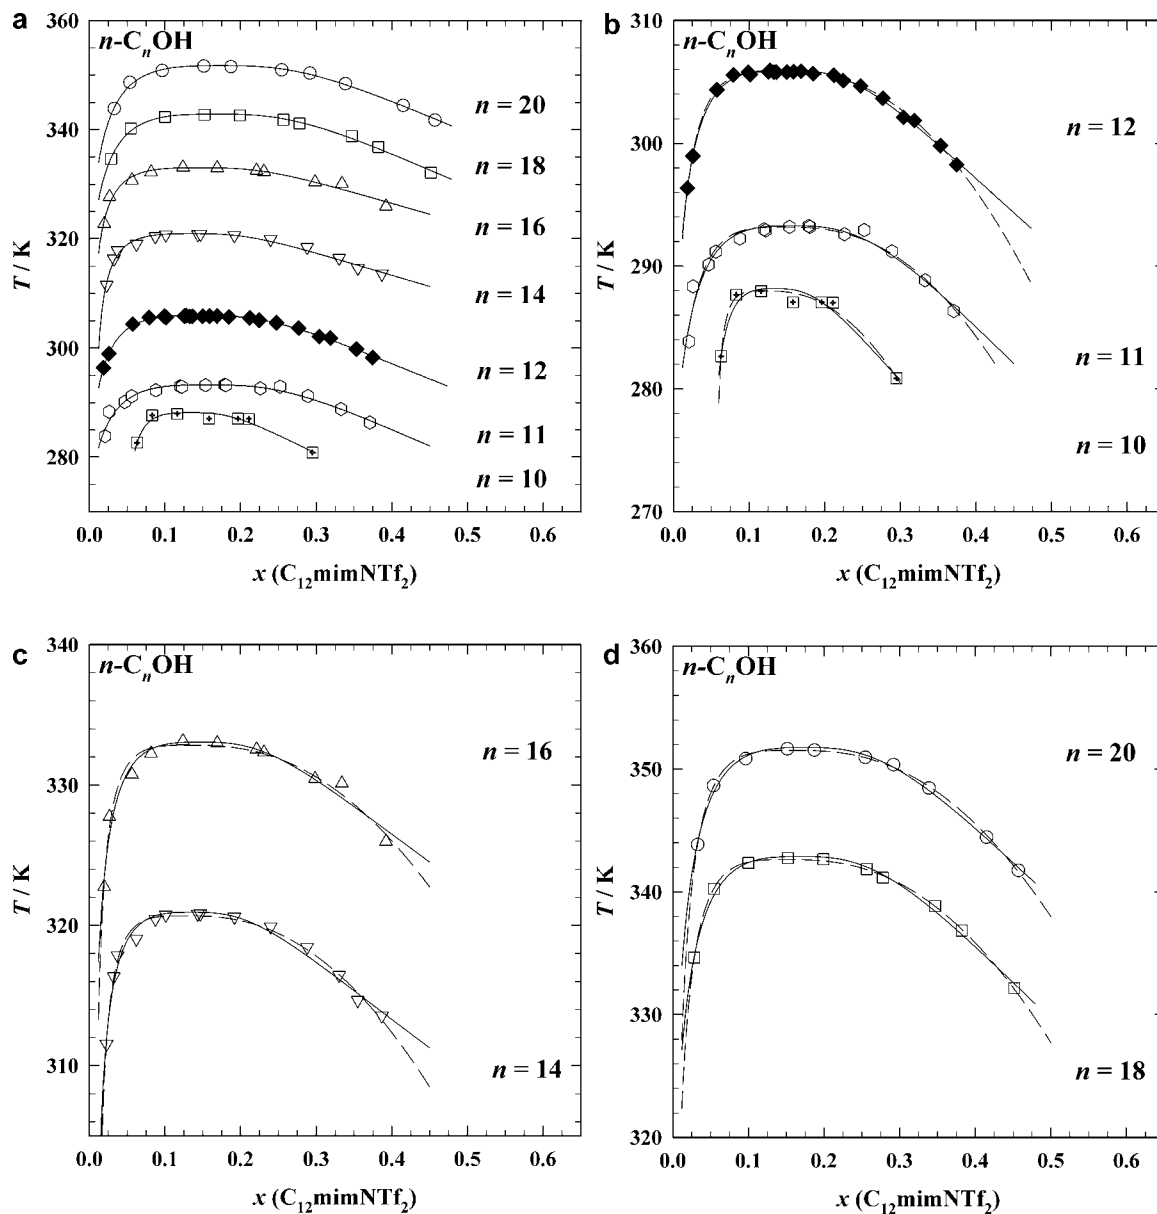 a
n-CnOH
360
350
340
330
320
310
300
290
280
270
T / K
n = 20
n = 18
n = 16
n = 14
n = 12
n = 11
n = 10
0.0 0.1 0.2 0.3 0.4 0.5 0.6
x (C12mimNTf2)
b
n-CnOH
310
300
290
280
270
T / K
n = 12
n = 11
n = 10
0.0 0.1 0.2 0.3 0.4 0.5 0.6
x (C12mimNTf2)
c
n-CnOH
340
330
320
310
T / K
n = 16
n = 14
0.0 0.1 0.2 0.3 0.4 0.5 0.6
x (C12mimNTf2)
d
n-CnOH
360
350
340
330
320
T / K
n = 20
n = 18
0.0 0.1 0.2 0.3 0.4 0.5 0.6
x (C12mimNTf2)